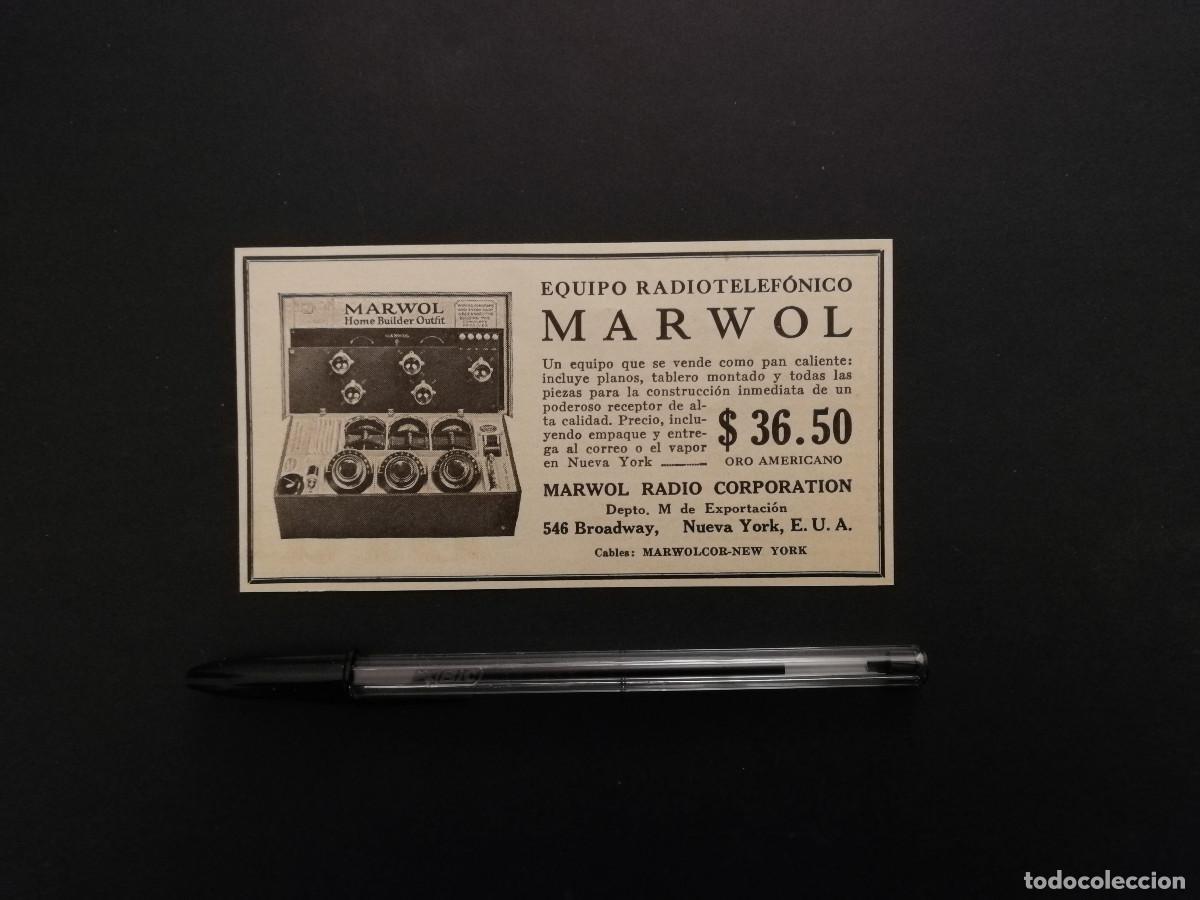 MARWOL
Home Builder Outfit
MARWOL
EQUIPO RADIOTELEFÓNICO
MARWOL
Un equipo que se vende como pan caliente:
incluye planos, tablero montado y todas las
piezas para la construcción inmediata de un
poderoso receptor de al-
ta calidad. Precio, inclu-
yendo empaque y entre-
ga al correo o el vapor
en Nueva York
$ 36.50
ORO AMERICANO
MARWOL RADIO CORPORATION
Depto. M de Exportación
546 Broadway, Nueva York, E. U. A.
Cables: MARWOLCOR-NEW YORK
BIC
todocoleccion